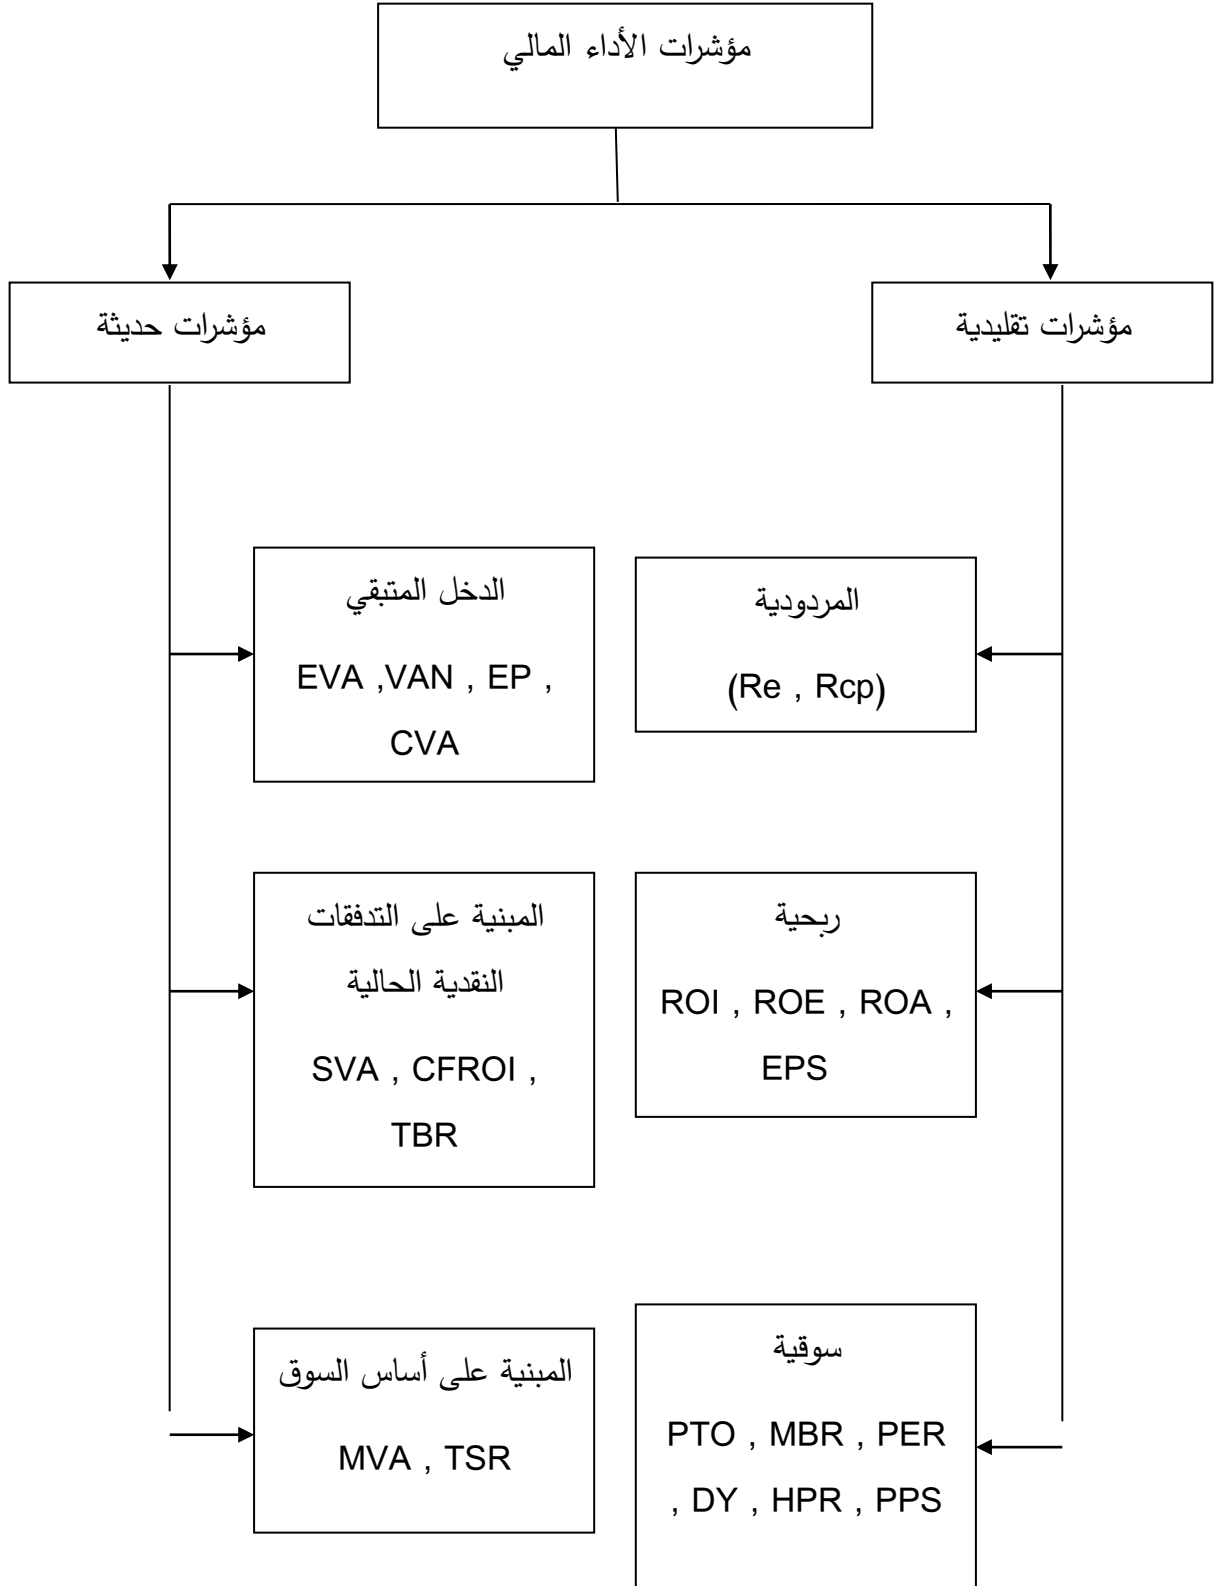 مؤشرات الأداء المالي
مؤشرات تقليدية
مؤشرات حديثة
المردودية
(Re , Rcp)
الدخل المتبقي
EVA ,VAN , EP ,
CVA
ربحية
ROI , ROE , ROA ,
EPS
المبنية على التدفقات
النقدية الحالية
SVA , CFROI ,
TBR
سوقية
PTO , MBR , PER
, DY , HPR , PPS
المبنية على أساس السوق
MVA , TSR